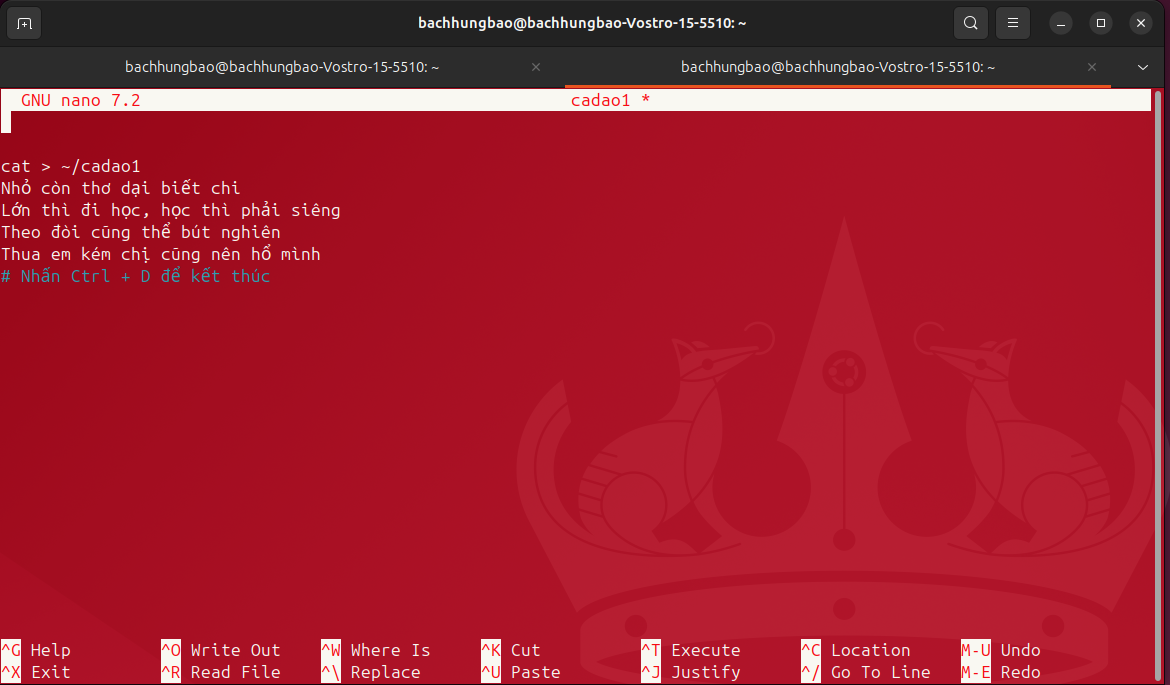 bachhungbao@bachhungbao-Vostro-15-5510: ~
bachhungbao@bachhungbao-Vostro-15-5510: ~ bachhungbao@bachhungbao-Vostro-15-5510: ~
GNU nano 7.2 cadao1 *
cat > ~/cadao1
Nhỏ còn thơ dại biết chi
Lớn thì đi học, học thì phải siêng
Theo đòi cũng thể bút nghiên
Thua em kém chị cũng nên hổ mình
# Nhấn Ctrl + D để kết thúc
^G Help ^O Write Out ^W Where Is ^K Cut ^T Execute ^C Location M-U Undo
^X Exit ^R Read File ^\ Replace ^U Paste ^J Justify ^/ Go To Line M-E Redo